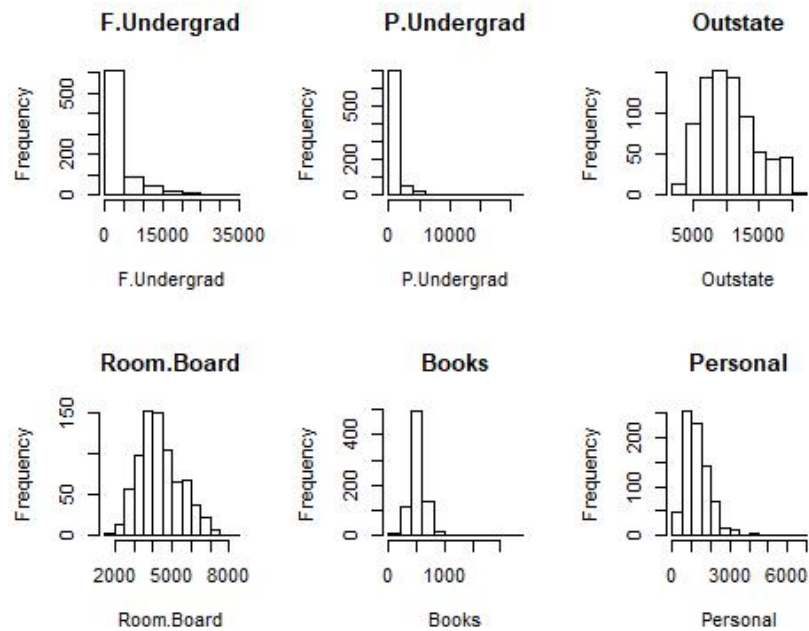 F.Undergrad
Frequency
0 200 500
0 15000 35000
F.Undergrad
P.Undergrad
Frequency
0 200 500
0 10000
P.Undergrad
Outstate
Frequency
0 50 100
5000 15000
Outstate
Room.Board
Frequency
0 50 150
2000 5000 8000
Room.Board
Books
Frequency
0 200 400
0 1000
Books
Personal
Frequency
0 100 200
0 3000 6000
Personal